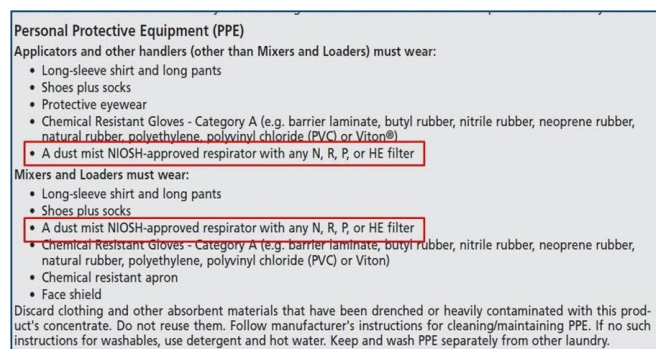 Personal Protective Equipment (PPE)
Applicators and other handlers (other than Mixers and Loaders) must wear:
• Long-sleeve shirt and long pants
• Shoes plus socks
• Protective eyewear
• Chemical Resistant Gloves - Category A (e.g. barrier laminate, butyl rubber, nitrile rubber, neoprene rubber,
natural rubber, polyethylene, polyvinyl chloride (PVC) or Viton®)
• A dust mist NIOSH-approved respirator with any N, R, P, or HE filter
Mixers and Loaders must wear:
• Long-sleeve shirt and long pants
• Shoes plus socks
• A dust mist NIOSH-approved respirator with any N, R, P, or HE filter
• Chemical Resistant Gloves - Category A (e.g. barrier laminate, butyl rubber, nitrile rubber, neoprene rubber,
natural rubber, polyethylene, polyvinyl chloride (PVC) or Viton)
• Chemical resistant apron
• Face shield
Discard clothing and other absorbent materials that have been drenched or heavily contaminated with this prod-
uct's concentrate. Do not reuse them. Follow manufacturer's instructions for cleaning/maintaining PPE. If no such
instructions for washables, use detergent and hot water. Keep and wash PPE separately from other laundry.